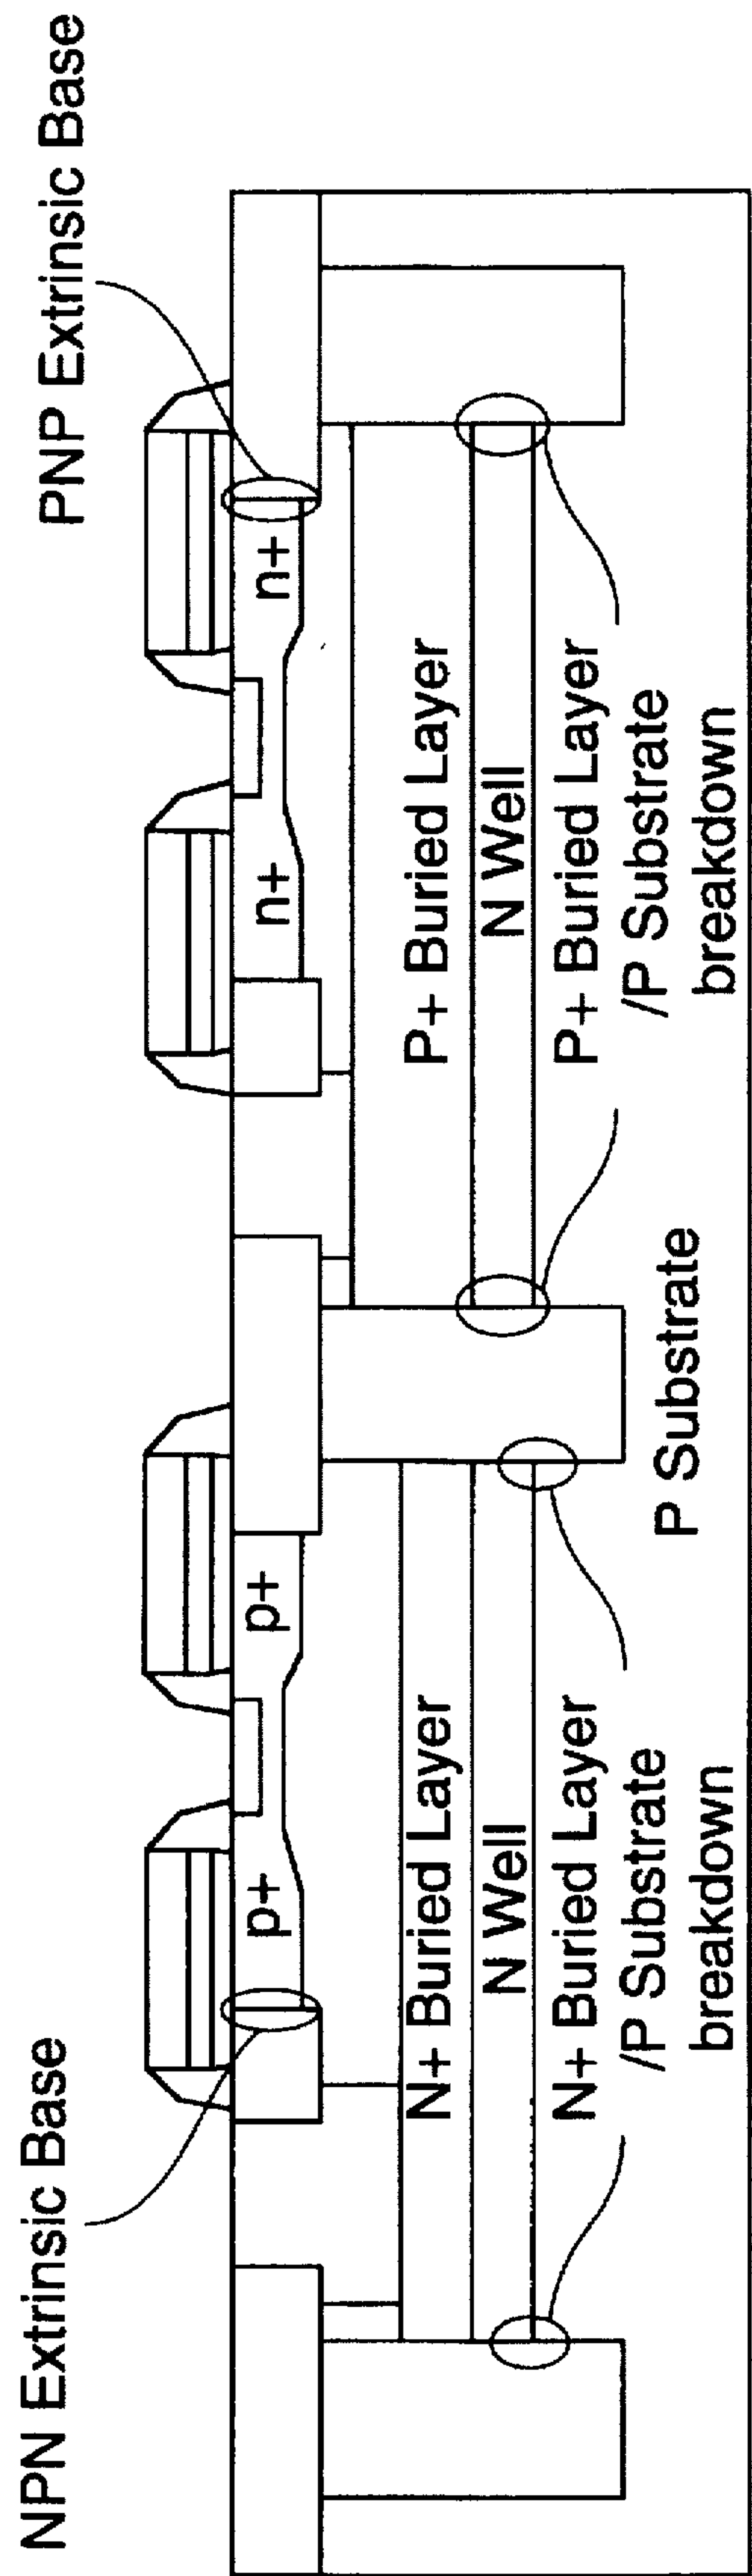 NPN Extrinsic Base
PNP Extrinsic Base
p+
p+
n+
n+
N+ Buried Layer
P+ Buried Layer
N Well
N Well
N+ Buried Layer
/P Substrate
breakdown
P Substrate
P+ Buried Layer
/P Substrate
breakdown